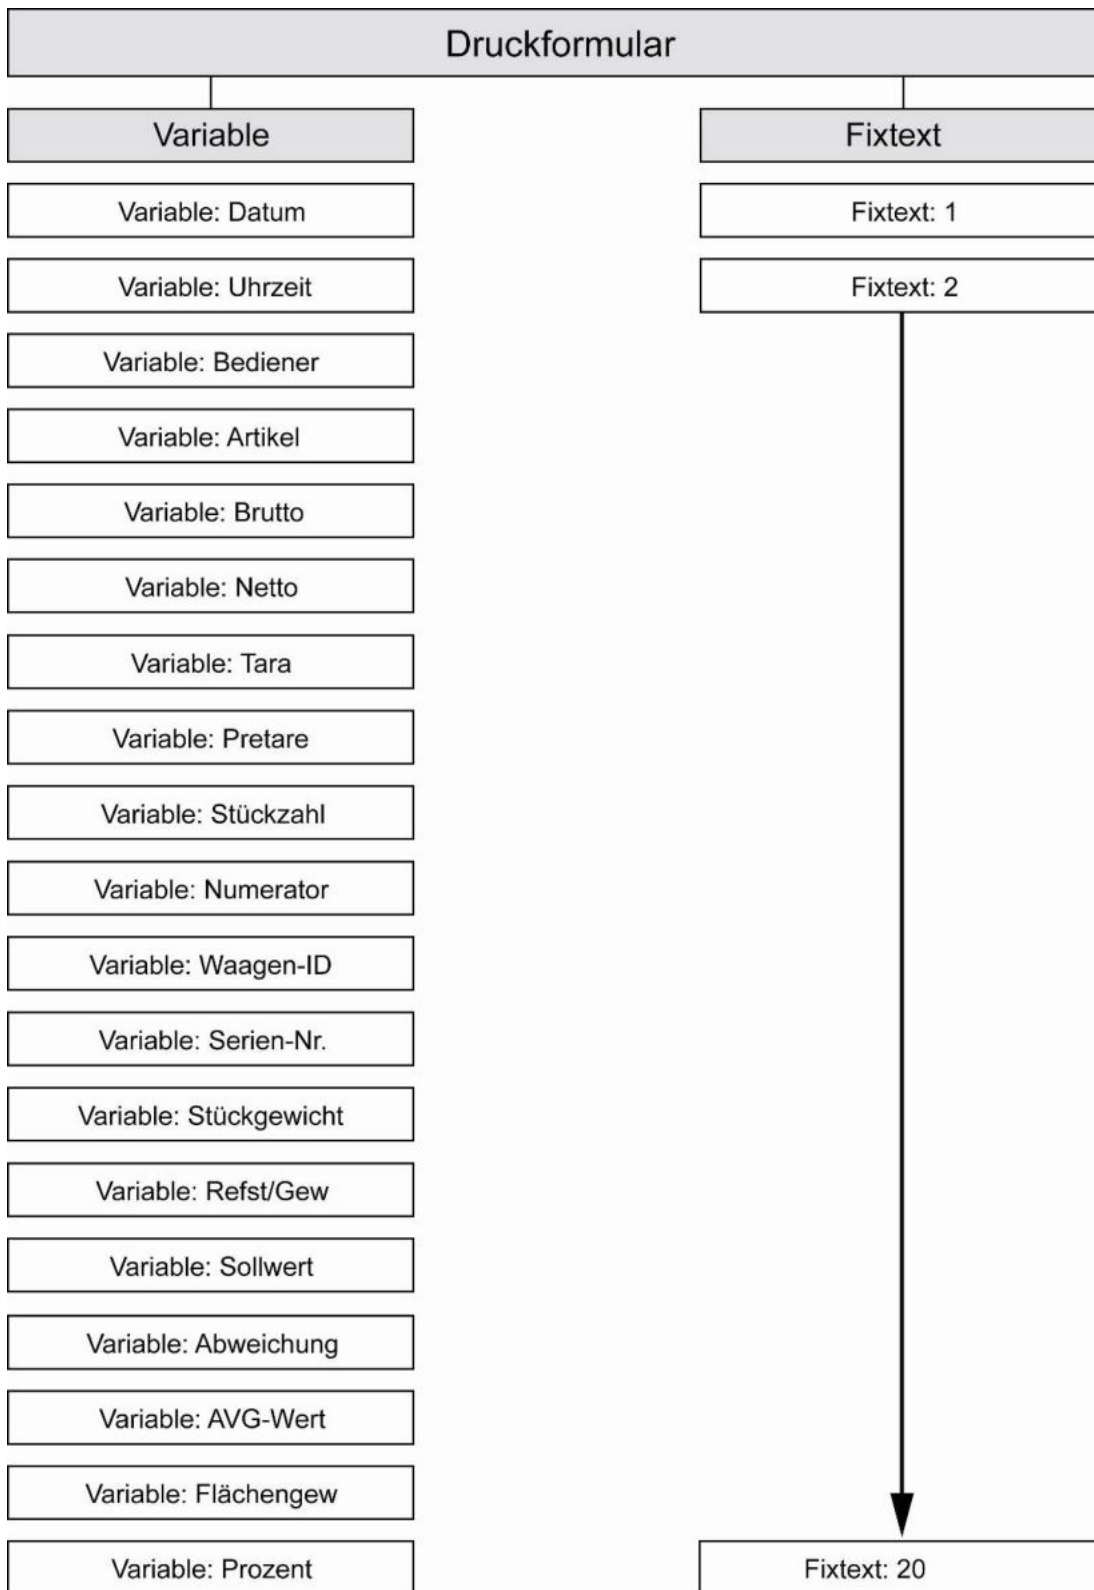 Druckformular
Variable
Fixtext
Variable: Datum
Fixtext: 1
Variable: Uhrzeit
Fixtext: 2
Variable: Bediener
Variable: Artikel
Variable: Brutto
Variable: Netto
Variable: Tara
Variable: Pretare
Variable: Stückzahl
Variable: Numerator
Variable: Waagen-ID
Variable: Serien-Nr.
Variable: Stückgewicht
Variable: Refst/Gew
Variable: Sollwert
Variable: Abweichung
Variable: AVG-Wert
Variable: Flächengew
Variable: Prozent
Fixtext: 20